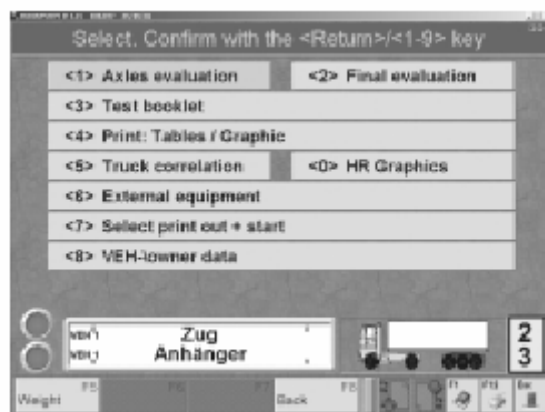 Select. Confirm with the <Return>/<1-9> key
<1> Axles evaluation <2> Final evaluation
<3> Test booklet
<4> Print: Tables / Graphic
<5> Truck correlation <0> HR Graphics
<6> External equipment
<7> Select print out + start
<8> VEH-owner data
Zug
Anhänger
2
3
F5 F6 F7 F8
Weight Back
F1